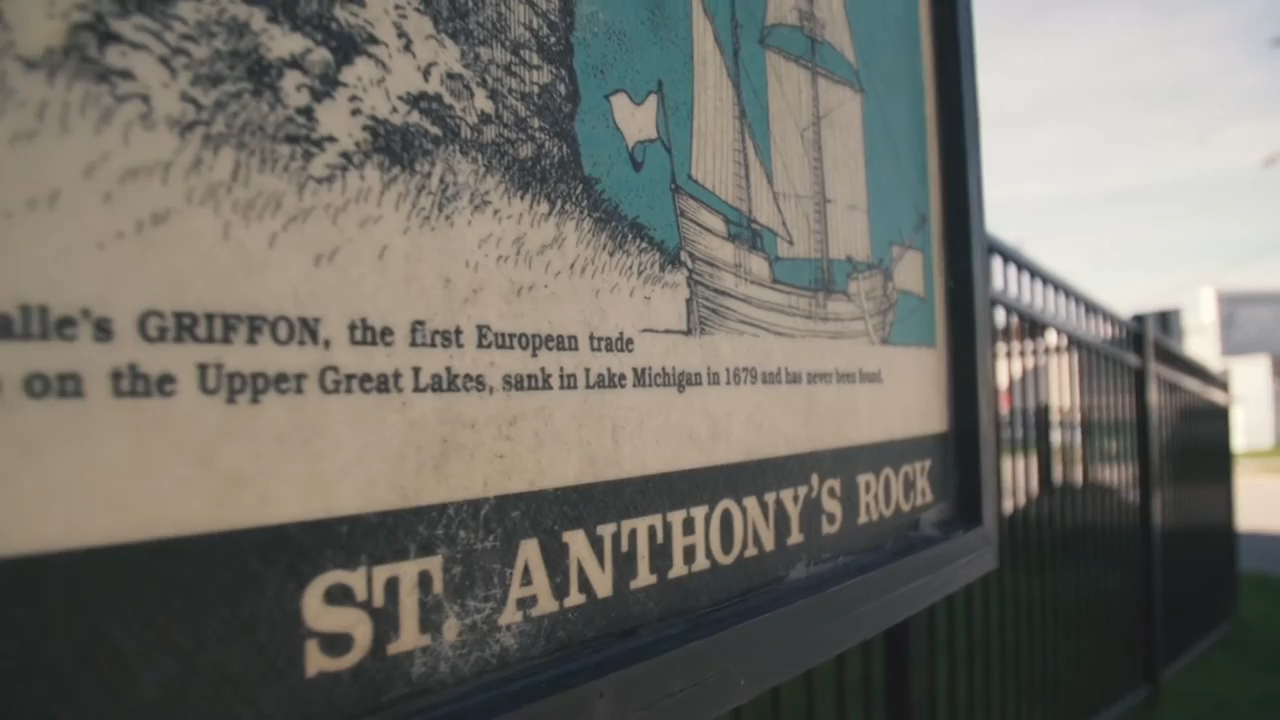 alle's GRIFFON, the first European trade
on the Upper Great Lakes, sank in Lake Michigan in 1679 and has never been found.
ST. ANTHONY'S ROCK